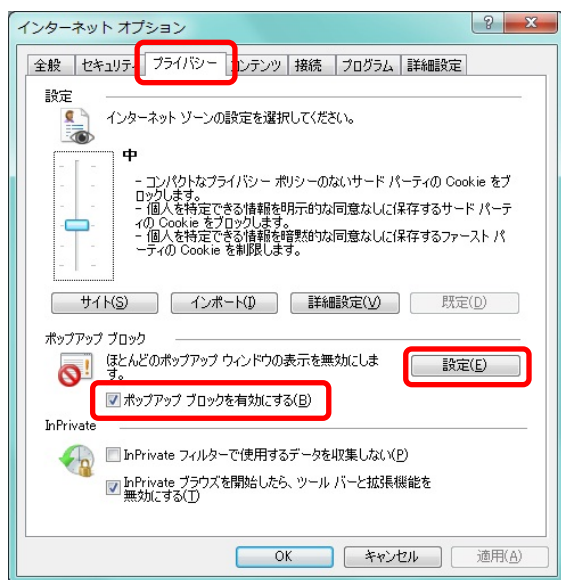 インターネット オプション
全般 セキュリティ プライバシー コンテンツ 接続 プログラム 詳細設定
設定
インターネット ゾーンの設定を選択してください。
中
- コンパクトなプライバシー ポリシーのないサード パーティの Cookie をブ
ロックします。
- 個人を特定できる情報を明示的な同意なしに保存するサード パーテ
ィの Cookie をブロックします。
- 個人を特定できる情報を暗黙的な同意なしに保存するファースト パ
ーティの Cookie を制限します。
サイト(S) インポート(I) 詳細設定(V) 既定(D)
ポップアップ ブロック
ほとんどのポップアップ ウィンドウの表示を無効にしま
す。
設定(E)
ポップアップ ブロックを有効にする(B)
InPrivate
InPrivate フィルターで使用するデータを収集しない(P)
InPrivate ブラウズを開始したら、ツール バーと拡張機能を
無効にする(T)
OK キャンセル 適用(A)